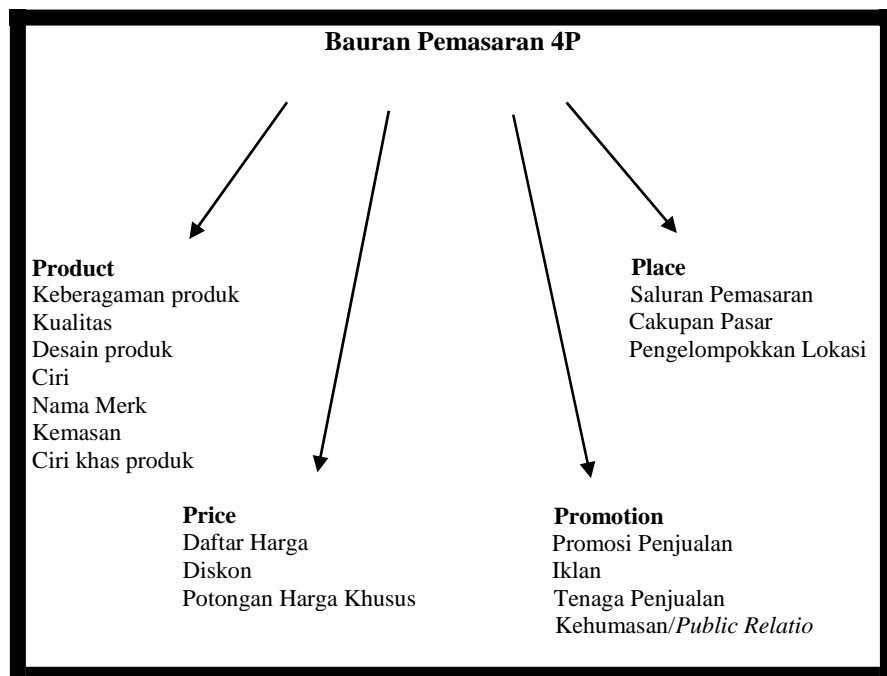 Bauran Pemasaran 4P
Product
Keberagaman produk
Kualitas
Desain produk
Ciri
Nama Merk
Kemasan
Ciri khas produk
Place
Saluran Pemasaran
Cakupan Pasar
Pengelompokkan Lokasi
Price
Daftar Harga
Diskon
Potongan Harga Khusus
Promotion
Promosi Penjualan
Iklan
Tenaga Penjualan
Kehumasan/Public Relatio